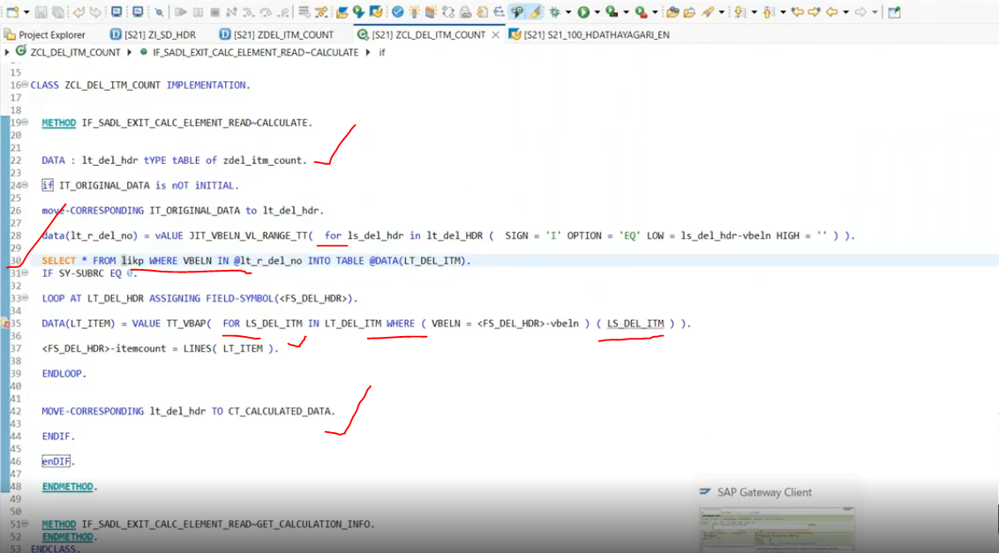 Project Explorer
[S21] ZI_SD_HDR
[S21] ZDEL_ITM_COUNT
[S21] ZCL_DEL_ITM_COUNT
[S21] S21_100_HDATHAYAGARI_EN
ZCL_DEL_ITM_COUNT
IF_SADL_EXIT_CALC_ELEMENT_READ~CALCULATE
if
15
16 CLASS ZCL_DEL_ITM_COUNT IMPLEMENTATION.
17
18
19 METHOD IF_SADL_EXIT_CALC_ELEMENT_READ~CALCULATE.
20
21
22 DATA : lt_del_hdr tYPE tABLE of zdel_itm_count.
23
24 if IT_ORIGINAL_DATA is nOT iNITIAL.
25
26 move-CORRESPONDING IT_ORIGINAL_DATA to lt_del_hdr.
27
28 data(lt_r_del_no) = vALUE JIT_VBELN_VL_RANGE_TT( for ls_del_hdr in lt_del_HDR ( SIGN = 'I' OPTION = 'EQ' LOW = ls_del_hdr-vbeln HIGH = '' ) ).
30 SELECT * FROM likp WHERE VBELN IN @lt_r_del_no INTO TABLE @DATA(LT_DEL_ITM).
31 IF SY-SUBRC EQ 0.
32
33 LOOP AT LT_DEL_HDR ASSIGNING FIELD-SYMBOL(<FS_DEL_HDR>).
34
35 DATA(LT_ITEM) = VALUE TT_VBAP( FOR LS_DEL_ITM IN LT_DEL_ITM WHERE ( VBELN = <FS_DEL_HDR>-vbeln ) ( LS_DEL_ITM ) ).
36
37 <FS_DEL_HDR>-itemcount = LINES( LT_ITEM ).
38
39 ENDLOOP.
40
41
42 MOVE-CORRESPONDING lt_del_hdr TO CT_CALCULATED_DATA.
43
44 ENDIF.
45
46 enDIF.
47
48 ENDMETHOD.
49
50
51 METHOD IF_SADL_EXIT_CALC_ELEMENT_READ~GET_CALCULATION_INFO.
52 ENDMETHOD.
53 ENDCLASS.
SAP Gateway Client